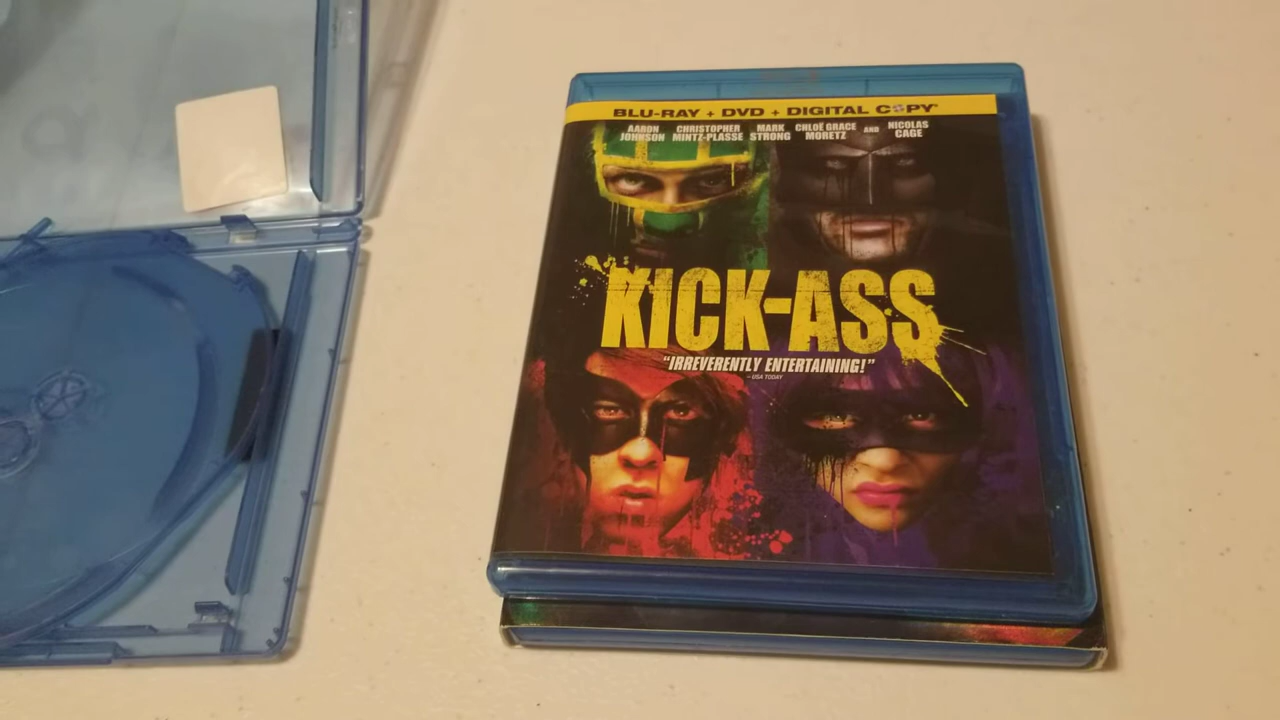 BLU-RAY + DVD + DIGITAL COPY
AARON JOHNSON CHRISTOPHER MINTZ-PLASSE MARK STRONG CHLOË GRACE MORETZ AND NICOLAS CAGE
KICK-ASS
“IRREVERENTLY ENTERTAINING!”
– USA TODAY